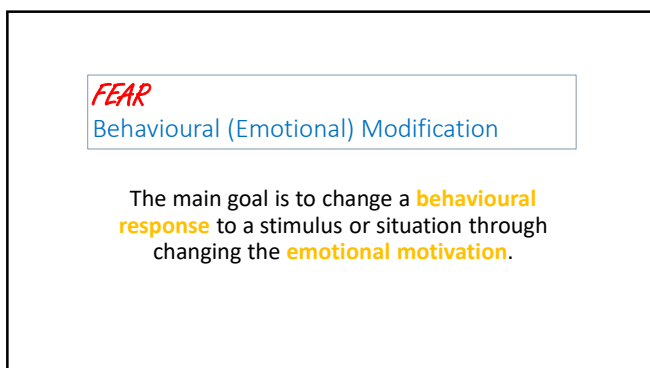 FEAR
Behavioural (Emotional) Modification
The main goal is to change a behavioural
response to a stimulus or situation through
changing the emotional motivation.